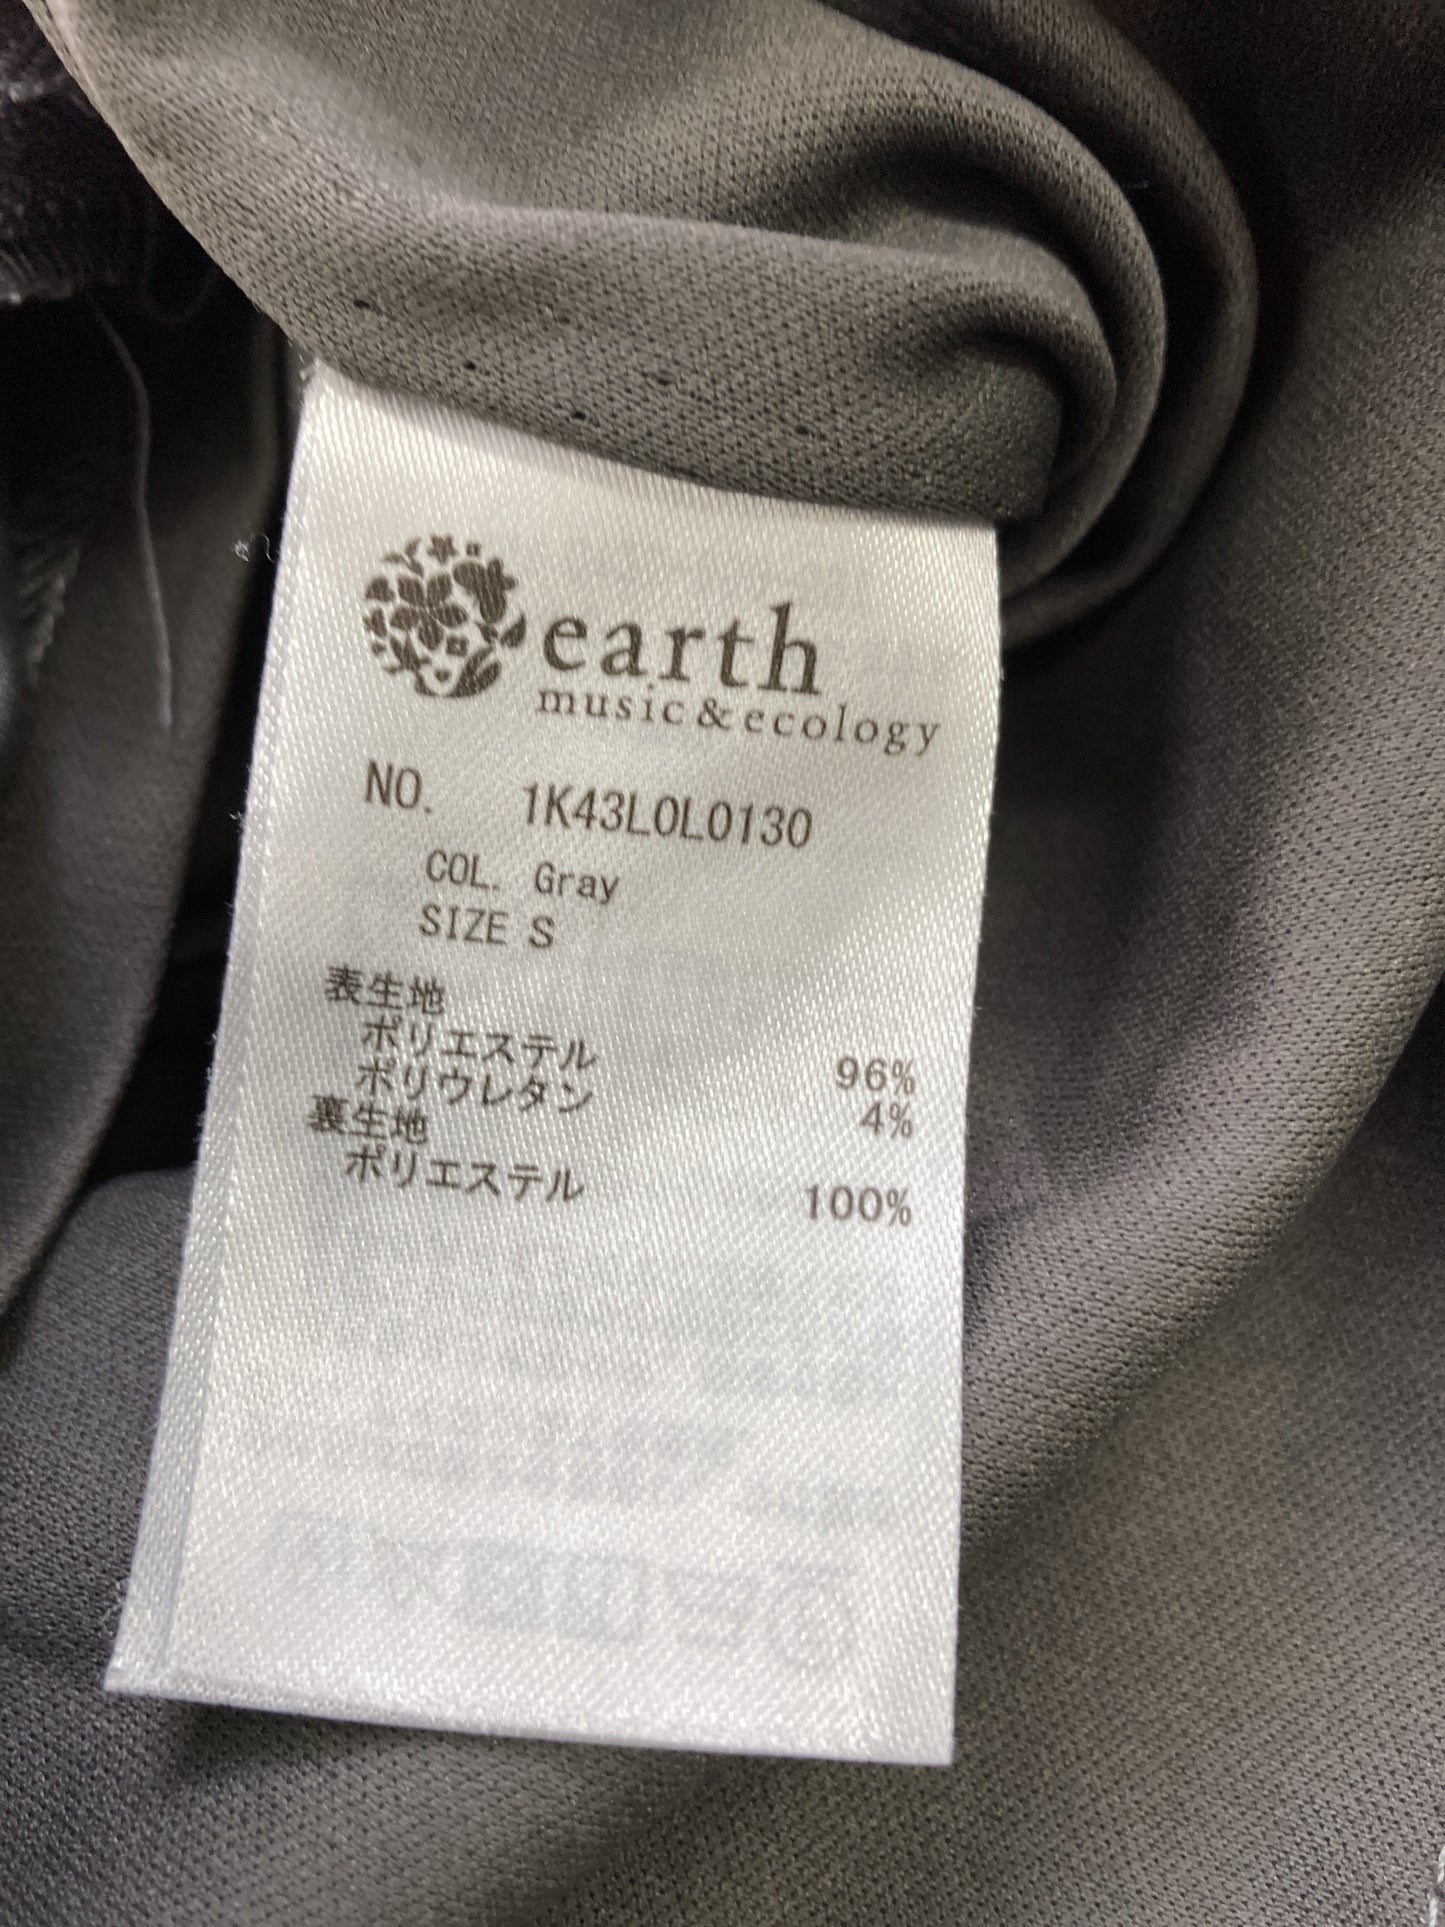 earth
music&ecology
NO. 1K43L0L0130
COL. Gray
SIZE S
表生地
ポリエステル 96%
ポリウレタン 4%
裏生地
ポリエステル 100%